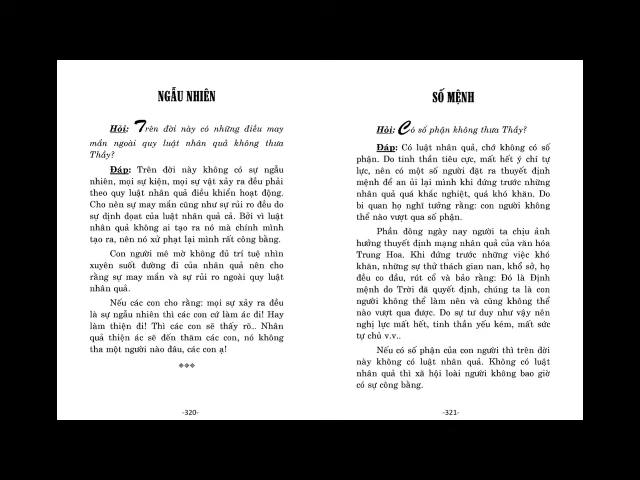 NGẪU NHIÊN
Hỏi: Trên đời này có những điều may
mắn ngoài quy luật nhân quả không thưa
Thầy?
Đáp: Trên đời này không có sự ngẫu
nhiên, mọi sự kiện, mọi sự vật xảy ra đều phải
theo quy luật nhân quả điều khiển hoạt động.
Cho nên sự may mắn cũng như sự rủi ro đều do
sự định đoạt của luật nhân quả cả. Bởi vì luật
nhân quả không ai tạo ra nó mà chính mình
tạo ra, nên nó xử phạt lại mình rất công bằng.
Con người mê mờ không đủ trí tuệ nhìn
xuyên suốt đường đi của nhân quả nên cho
rằng sự may mắn và sự rủi ro ngoài quy luật
nhân quả.
Nếu các con cho rằng: mọi sự xảy ra đều
là sự ngẫu nhiên thì các con cứ làm ác đi! Hay
làm thiện đi! Thì các con sẽ thấy rõ.. Nhân
quả thiện ác sẽ đến thăm các con, nó không
tha một người nào đâu, các con ạ!
***
-320-
SỐ MỆNH
Hỏi: Có số phận không thưa Thầy?
Đáp: Có luật nhân quả, chớ không có số
phận. Do tinh thần tiêu cực, mất hết ý chí tự
lực, nên có một số người đặt ra thuyết định
mệnh để an ủi lại mình khi đứng trước những
nhân quả quá khắc nghiệt, quá khó khăn. Do
bi quan họ nghĩ tưởng rằng: con người không
thể nào vượt qua số phận.
Phần đông ngày nay người ta chịu ảnh
hưởng thuyết định mạng nhân quả của văn hóa
Trung Hoa. Khi đứng trước những việc khó
khăn, những sự thử thách gian nan, khổ sở, họ
đều co đầu, rút cổ và bảo rằng: Đó là Định
mệnh do Trời đã quyết định, chúng ta là con
người không thể làm nên và cũng không thể
nào vượt qua được. Do sự tư duy như vậy nên
nghị lực mất hết, tinh thần yếu kém, mất sức
tự chủ v.v..
Nếu có số phận của con người thì trên đời
này không có luật nhân quả. Không có luật
nhân quả thì xã hội loài người không bao giờ
có sự công bằng.
-321-